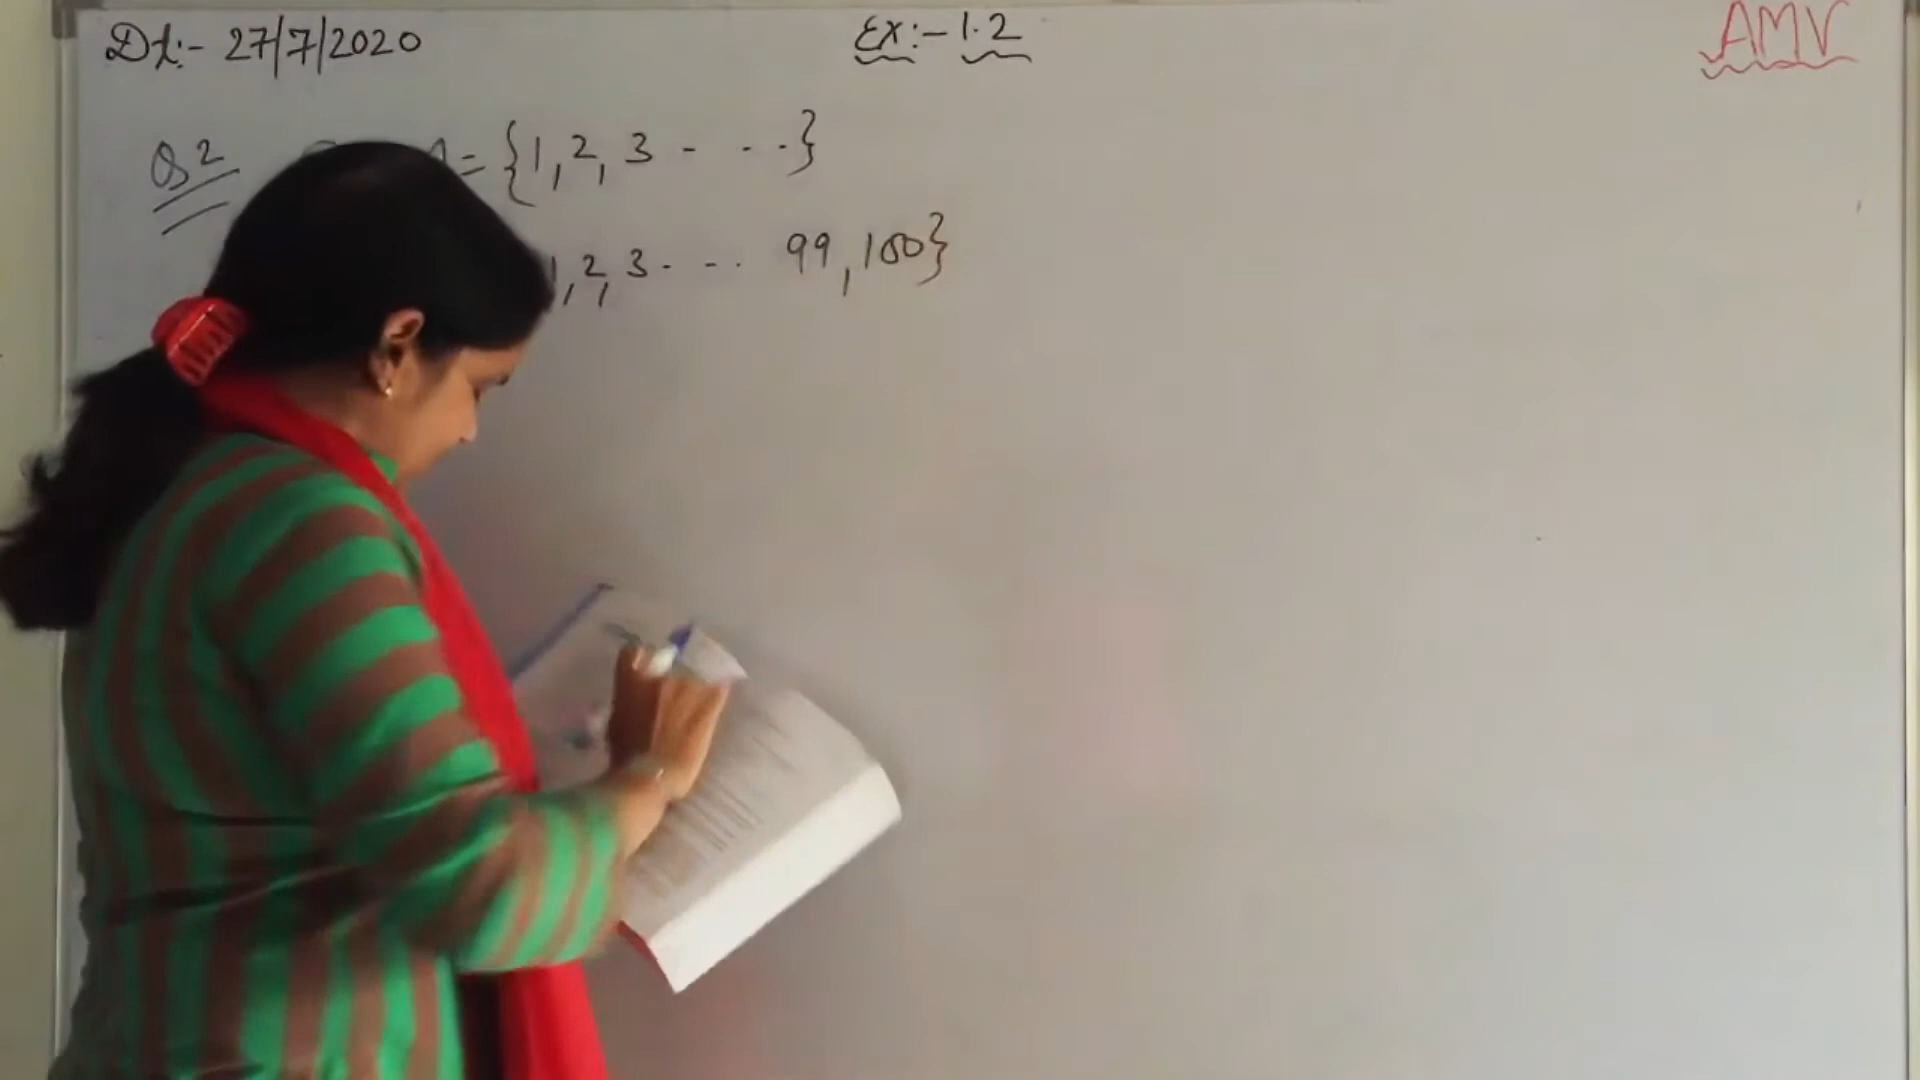 Dt:- 27/7/2020 Ex:- 1.2 AMV
Q2 = {1, 2, 3 - - - -}
1, 2, 3 - - - 99, 100}